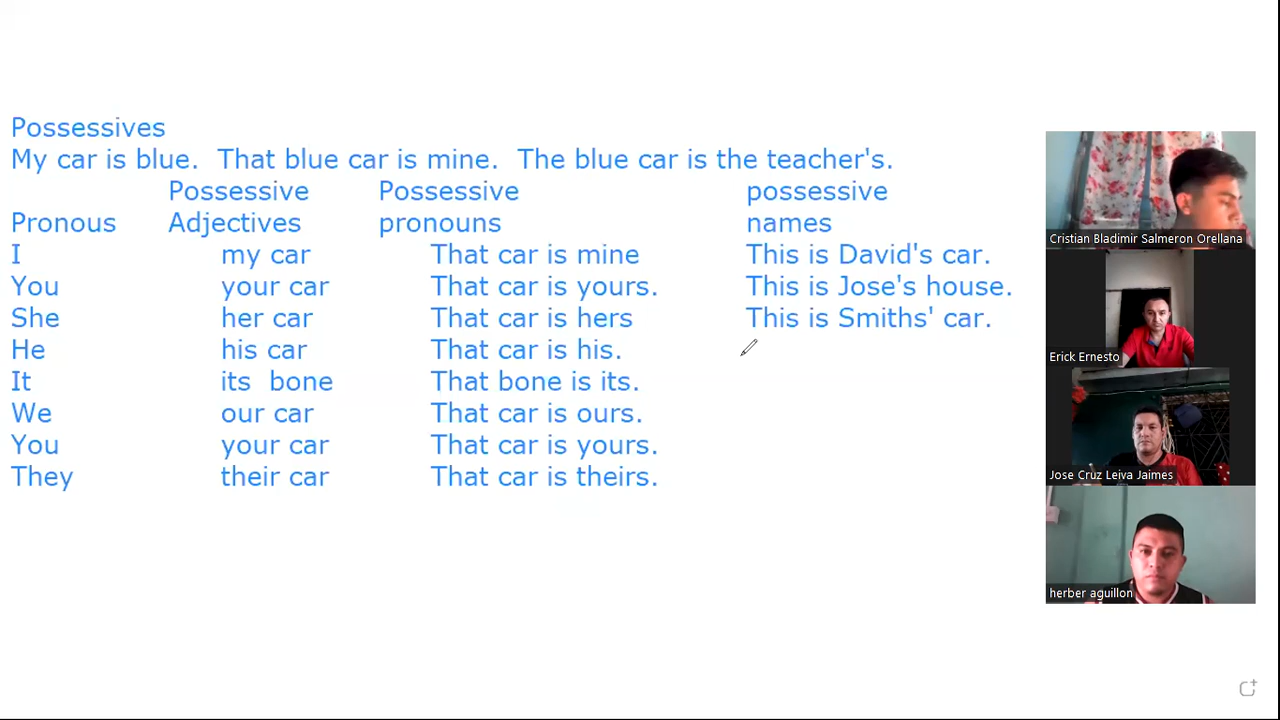 Possessives
My car is blue.  That blue car is mine.  The blue car is the teacher's.
Possessive Possessive possessive
Pronous Adjectives pronouns names
I my car That car is mine This is David's car.
You your car That car is yours. This is Jose's house.
She her car That car is hers This is Smiths' car.
He his car That car is his.
It its  bone That bone is its.
We our car That car is ours.
You your car That car is yours.
They their car That car is theirs.
Cristian Bladimir Salmeron Orellana
Erick Ernesto
Jose Cruz Leiva Jaimes
herber aguillon